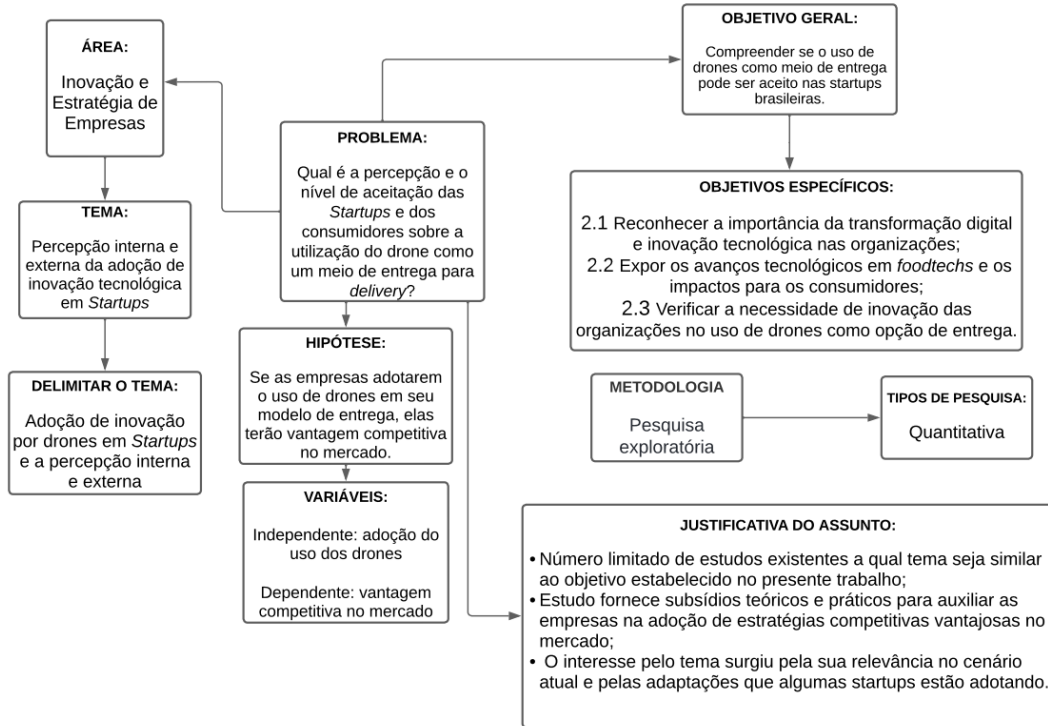 ÁREA:
Inovação e
Estratégia de
Empresas
TEMA:
Percepção interna e
externa da adoção de
inovação tecnológica
em Startups
DELIMITAR O TEMA:
Adoção de inovação
por drones em Startups
e a percepção interna
e externa
PROBLEMA:
Qual é a percepção e o
nível de aceitação das
Startups e dos
consumidores sobre a
utilização do drone como
um meio de entrega para
delivery?
HIPÓTESE:
Se as empresas adotarem
o uso de drones em seu
modelo de entrega, elas
terão vantagem competitiva
no mercado.
VARIÁVEIS:
Independente: adoção do
uso dos drones
Dependente: vantagem
competitiva no mercado
OBJETIVO GERAL:
Compreender se o uso de
drones como meio de entrega
pode ser aceito nas startups
brasileiras.
OBJETIVOS ESPECÍFICOS:
2.1 Reconhecer a importância da transformação digital
e inovação tecnológica nas organizações;
2.2 Expor os avanços tecnológicos em foodtechs e os
impactos para os consumidores;
2.3 Verificar a necessidade de inovação das
organizações no uso de drones como opção de entrega.
METODOLOGIA
Pesquisa
exploratória
TIPOS DE PESQUISA:
Quantitativa
JUSTIFICATIVA DO ASSUNTO:
• Número limitado de estudos existentes a qual tema seja similar
ao objetivo estabelecido no presente trabalho;
• Estudo fornece subsídios teóricos e práticos para auxiliar as
empresas na adoção de estratégias competitivas vantajosas no
mercado;
• O interesse pelo tema surgiu pela sua relevância no cenário
atual e pelas adaptações que algumas startups estão adotando.